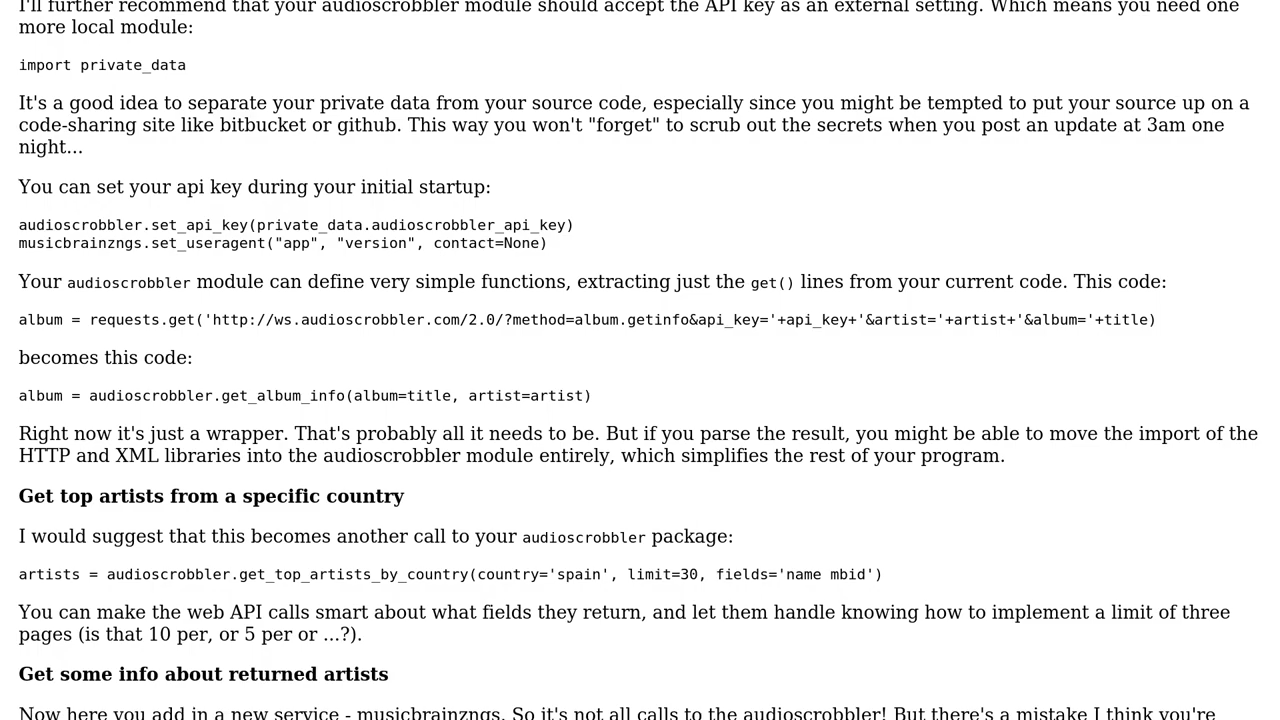 I'll further recommend that your audioscrobbler module should accept the API key as an external setting. Which means you need one
more local module:
import private_data
It's a good idea to separate your private data from your source code, especially since you might be tempted to put your source up on a
code-sharing site like bitbucket or github. This way you won't "forget" to scrub out the secrets when you post an update at 3am one
night...
You can set your api key during your initial startup:
audioscrobbler.set_api_key(private_data.audioscrobbler_api_key)
musicbrainzngs.set_useragent("app", "version", contact=None)
Your audioscrobbler module can define very simple functions, extracting just the get() lines from your current code. This code:
album = requests.get('http://ws.audioscrobbler.com/2.0/?method=album.getinfo&api_key='+api_key+'&artist='+artist+'&album='+title)
becomes this code:
album = audioscrobbler.get_album_info(album=title, artist=artist)
Right now it's just a wrapper. That's probably all it needs to be. But if you parse the result, you might be able to move the import of the
HTTP and XML libraries into the audioscrobbler module entirely, which simplifies the rest of your program.
Get top artists from a specific country
I would suggest that this becomes another call to your audioscrobbler package:
artists = audioscrobbler.get_top_artists_by_country(country='spain', limit=30, fields='name mbid')
You can make the web API calls smart about what fields they return, and let them handle knowing how to implement a limit of three
pages (is that 10 per, or 5 per or ...?).
Get some info about returned artists
Now here you add in a new service - musicbrainzngs. So it's not all calls to the audioscrobbler! But there's a mistake I think you're